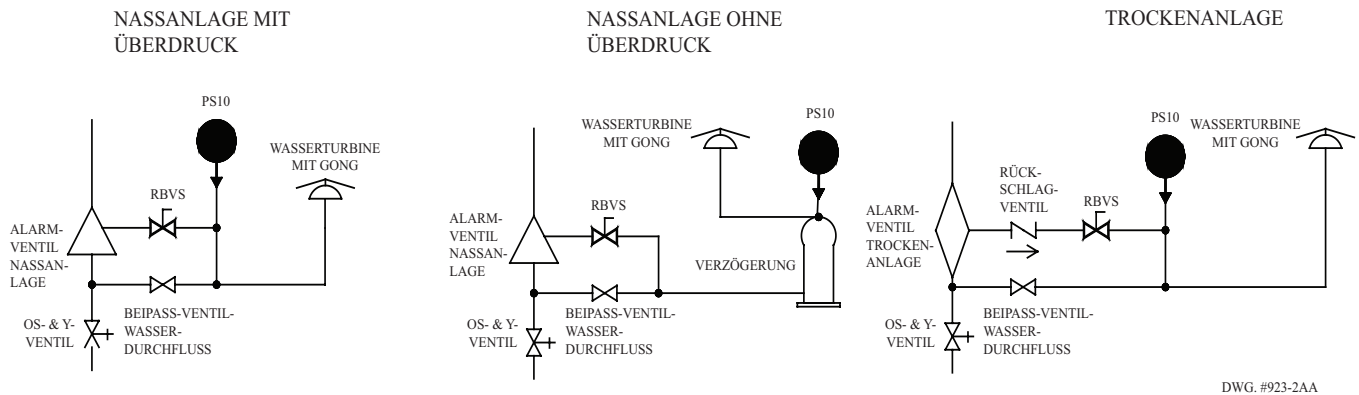 NASSANLAGE MIT
ÜBERDRUCK
PS10
WASSERTURBINE
MIT GONG
RBVS
ALARM-
VENTIL
NASSAN-
LAGE
OS- & Y-
VENTIL
BEIPASS-VENTIL-
WASSER-
DURCHFLUSS
NASSANLAGE OHNE
ÜBERDRUCK
WASSERTURBINE
MIT GONG
PS10
RBVS
ALARM-
VENTIL
NASSAN-
LAGE
VERZÖGERUNG
OS- & Y-
VENTIL
BEIPASS-VENTIL-
WASSER-
DURCHFLUSS
TROCKENANLAGE
PS10
WASSERTURBINE
MIT GONG
RÜCK-
SCHLAG-
VENTIL
RBVS
ALARM-
VENTIL
TROCKEN-
ANLAGE
OS- & Y-
VENTIL
BEIPASS-VENTIL-
WASSER-
DURCHFLUSS
DWG. #923-2AA